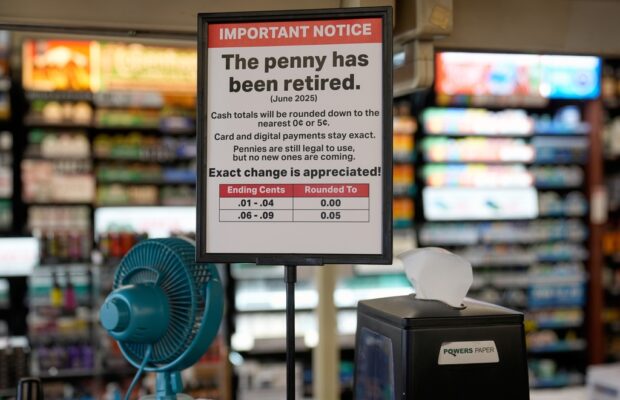 IMPORTANT NOTICE
The penny has
been retired.
(June 2025)
Cash totals will be rounded down to the
nearest 0¢ or 5¢.
Card and digital payments stay exact.
Pennies are still legal to use,
but no new ones are coming.
Exact change is appreciated!
Ending Cents Rounded To
.01 - .04 0.00
.06 - .09 0.05
POWERS PAPER